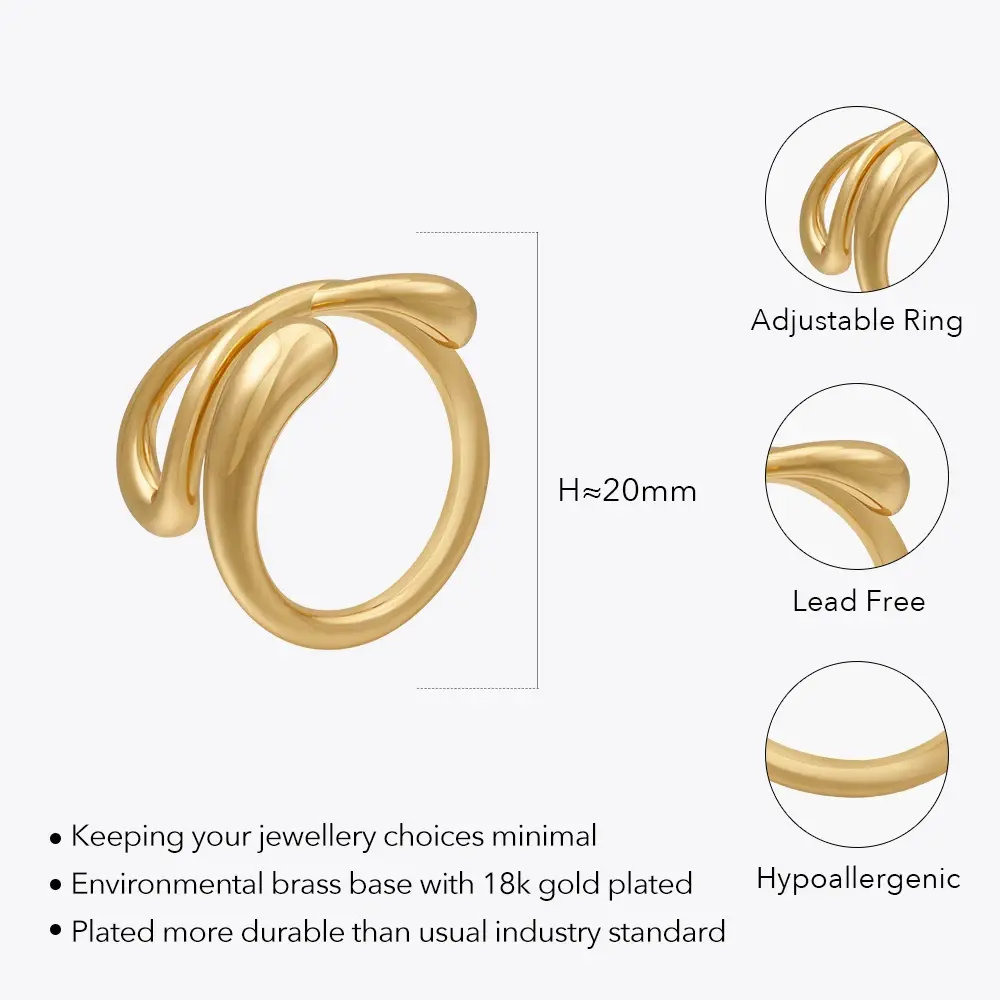 Adjustable Ring
H≈20mm
Lead Free
Hypoallergenic
• Keeping your jewellery choices minimal
• Environmental brass base with 18k gold plated
• Plated more durable than usual industry standard